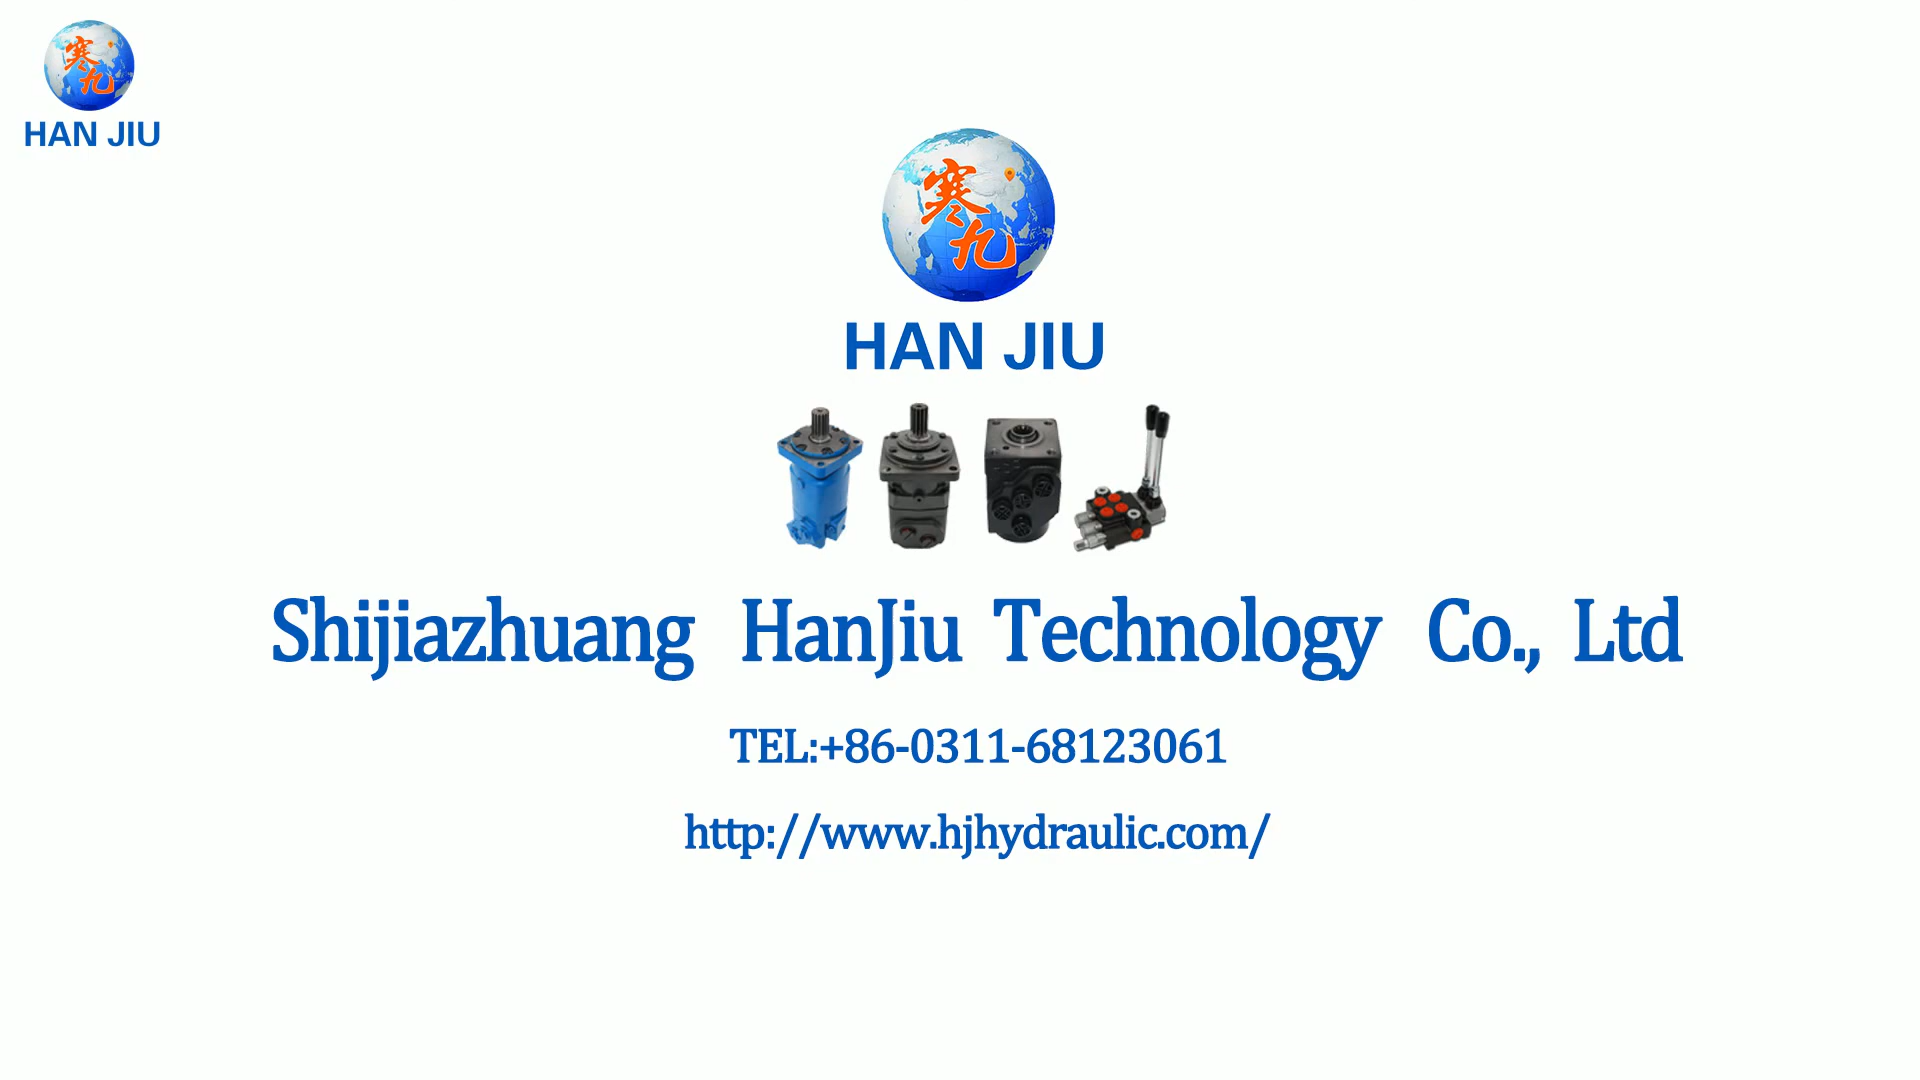 寒九
HAN JIU
寒九
HAN JIU
Shijiazhuang HanJiu Technology Co., Ltd
TEL:+86-0311-68123061
http://www.hjhydraulic.com/